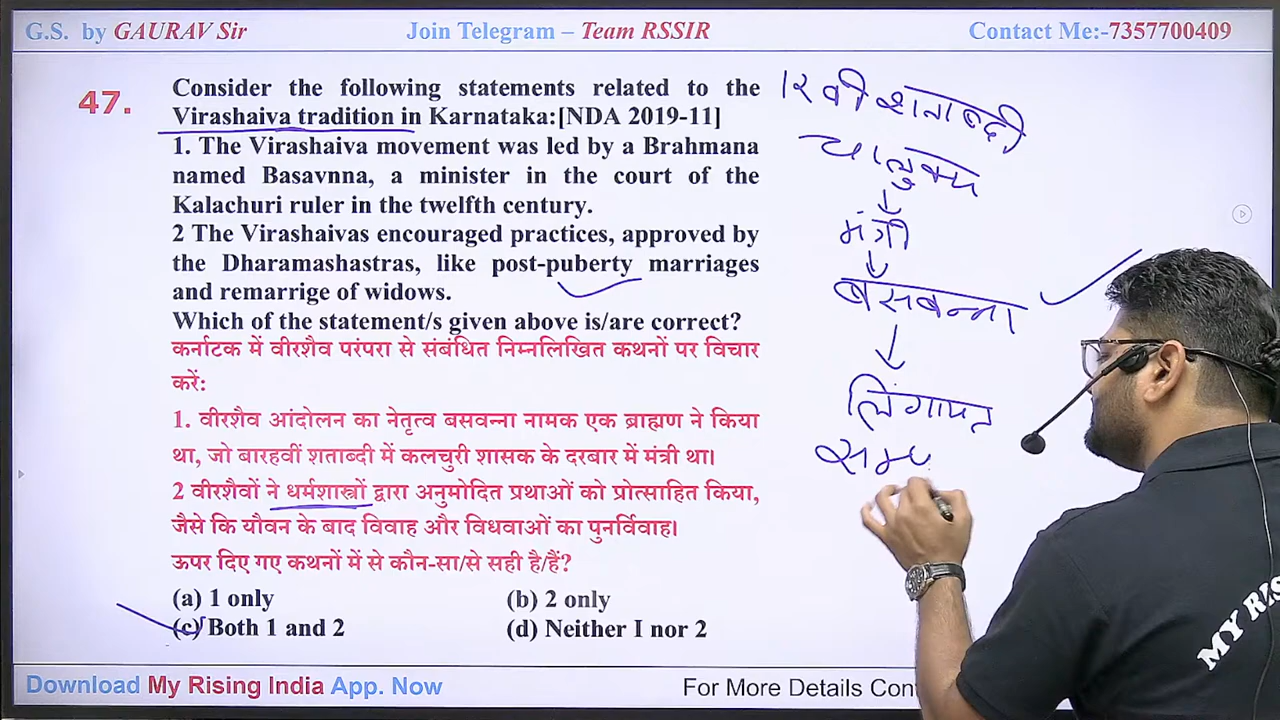 G.S. by GAURAV Sir
Join Telegram – Team RSSIR
Contact Me:-7357700409
47.
Consider the following statements related to the
Virashaiva tradition in Karnataka:[NDA 2019-11]
1. The Virashaiva movement was led by a Brahmana
named Basavnna, a minister in the court of the
Kalachuri ruler in the twelfth century.
2 The Virashaivas encouraged practices, approved by
the Dharamashastras, like post-puberty marriages
and remarrige of widows.
Which of the statement/s given above is/are correct?
कर्नाटक में वीरशैव परंपरा से संबंधित निम्नलिखित कथनों पर विचार
करें:
1. वीरशैव आंदोलन का नेतृत्व बसवन्ना नामक एक ब्राह्मण ने किया
था, जो बारहवीं शताब्दी में कलचुरी शासक के दरबार में मंत्री था।
2 वीरशैवों ने धर्मशास्त्रों द्वारा अनुमोदित प्रथाओं को प्रोत्साहित किया,
जैसे कि यौवन के बाद विवाह और विधवाओं का पुनर्विवाह।
ऊपर दिए गए कथनों में से कौन-सा/से सही है/हैं?
(a) 1 only
(b) 2 only
(c) Both 1 and 2
(d) Neither I nor 2
12 वी शताब्दी
चालुक्य
मंत्री
बसवन्ना
लिंगायत
सम्प
MY RIS
Download My Rising India App. Now
For More Details Con